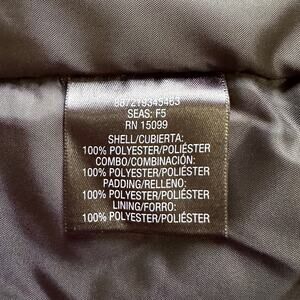 887219345463
SEAS: F5
RN 15099
SHELL/CUBIERTA:
100% POLYESTER/POLIÉSTER
COMBO/COMBINACIÓN:
100% POLYESTER/POLIÉSTER
PADDING/RELLENO:
100% POLYESTER/POLIÉSTER
LINING/FORRO:
100% POLYESTER/POLIÉSTER